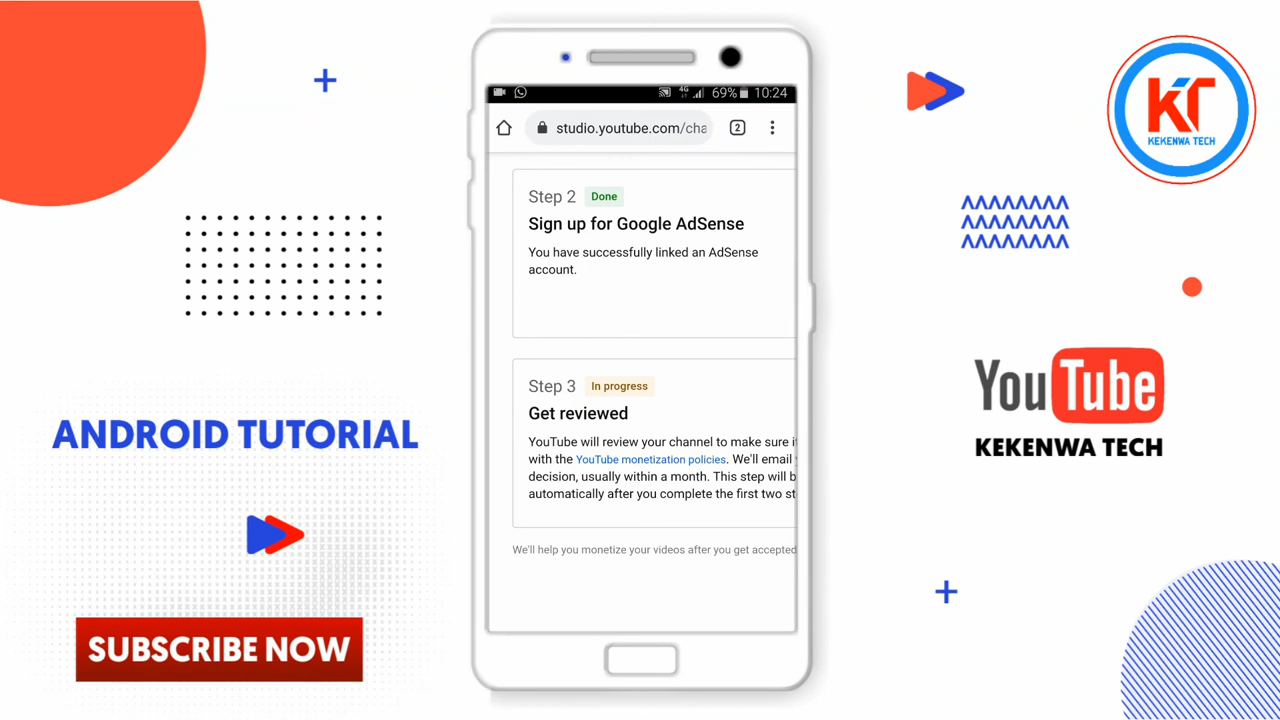 69% 10:24
4G
studio.youtube.com/cha
2
Step 2 Done
Sign up for Google AdSense
You have successfully linked an AdSense
account.
Step 3 In progress
Get reviewed
YouTube will review your channel to make sure i
with the YouTube monetization policies. We'll email
decision, usually within a month. This step will b
automatically after you complete the first two st
We'll help you monetize your videos after you get accepted
ANDROID TUTORIAL
SUBSCRIBE NOW
KT
KEKENWA TECH
YouTube
KEKENWA TECH